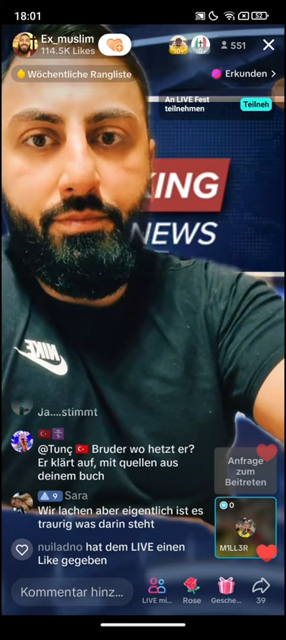 18:01
52
Ex_muslim
114.5K Likes
551
Wöchentliche Rangliste
Erkunden >
An LIVE Fest
teilnehmen
Teilneh
KING
NEWS
NIKE
Ja....stimmt
@Tunç 🇹🇷 Bruder wo hetzt er?
Er klärt auf, mit quellen aus
deinem buch
9 Sara
Wir lachen aber eigentlich ist es
traurig was darin steht
nuiladno hat dem LIVE einen
Like gegeben
Anfrage
zum
Beitreten
0
M1LL3R
Kommentar hinz...
LIVE mi...
Rose
Gesche...
39